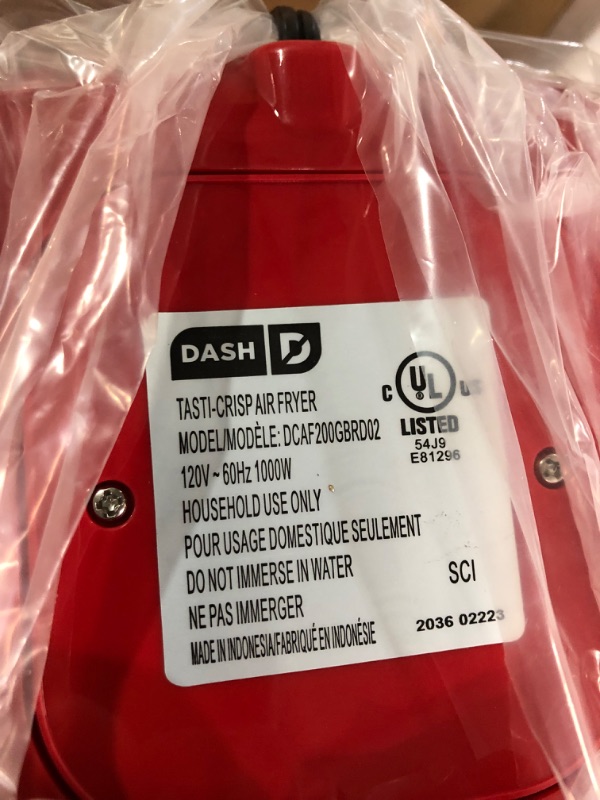 DASH D
TASTI-CRISP AIR FRYER
MODEL/MODÈLE: DCAF200GBRD02
120V ~ 60Hz 1000W
HOUSEHOLD USE ONLY
POUR USAGE DOMESTIQUE SEULEMENT
DO NOT IMMERSE IN WATER
NE PAS IMMERGER
MADE IN INDONESIA/FABRIQUÉ EN INDONÉSIE
C UL US
LISTED
54J9
E81296
SCI
2036 02223